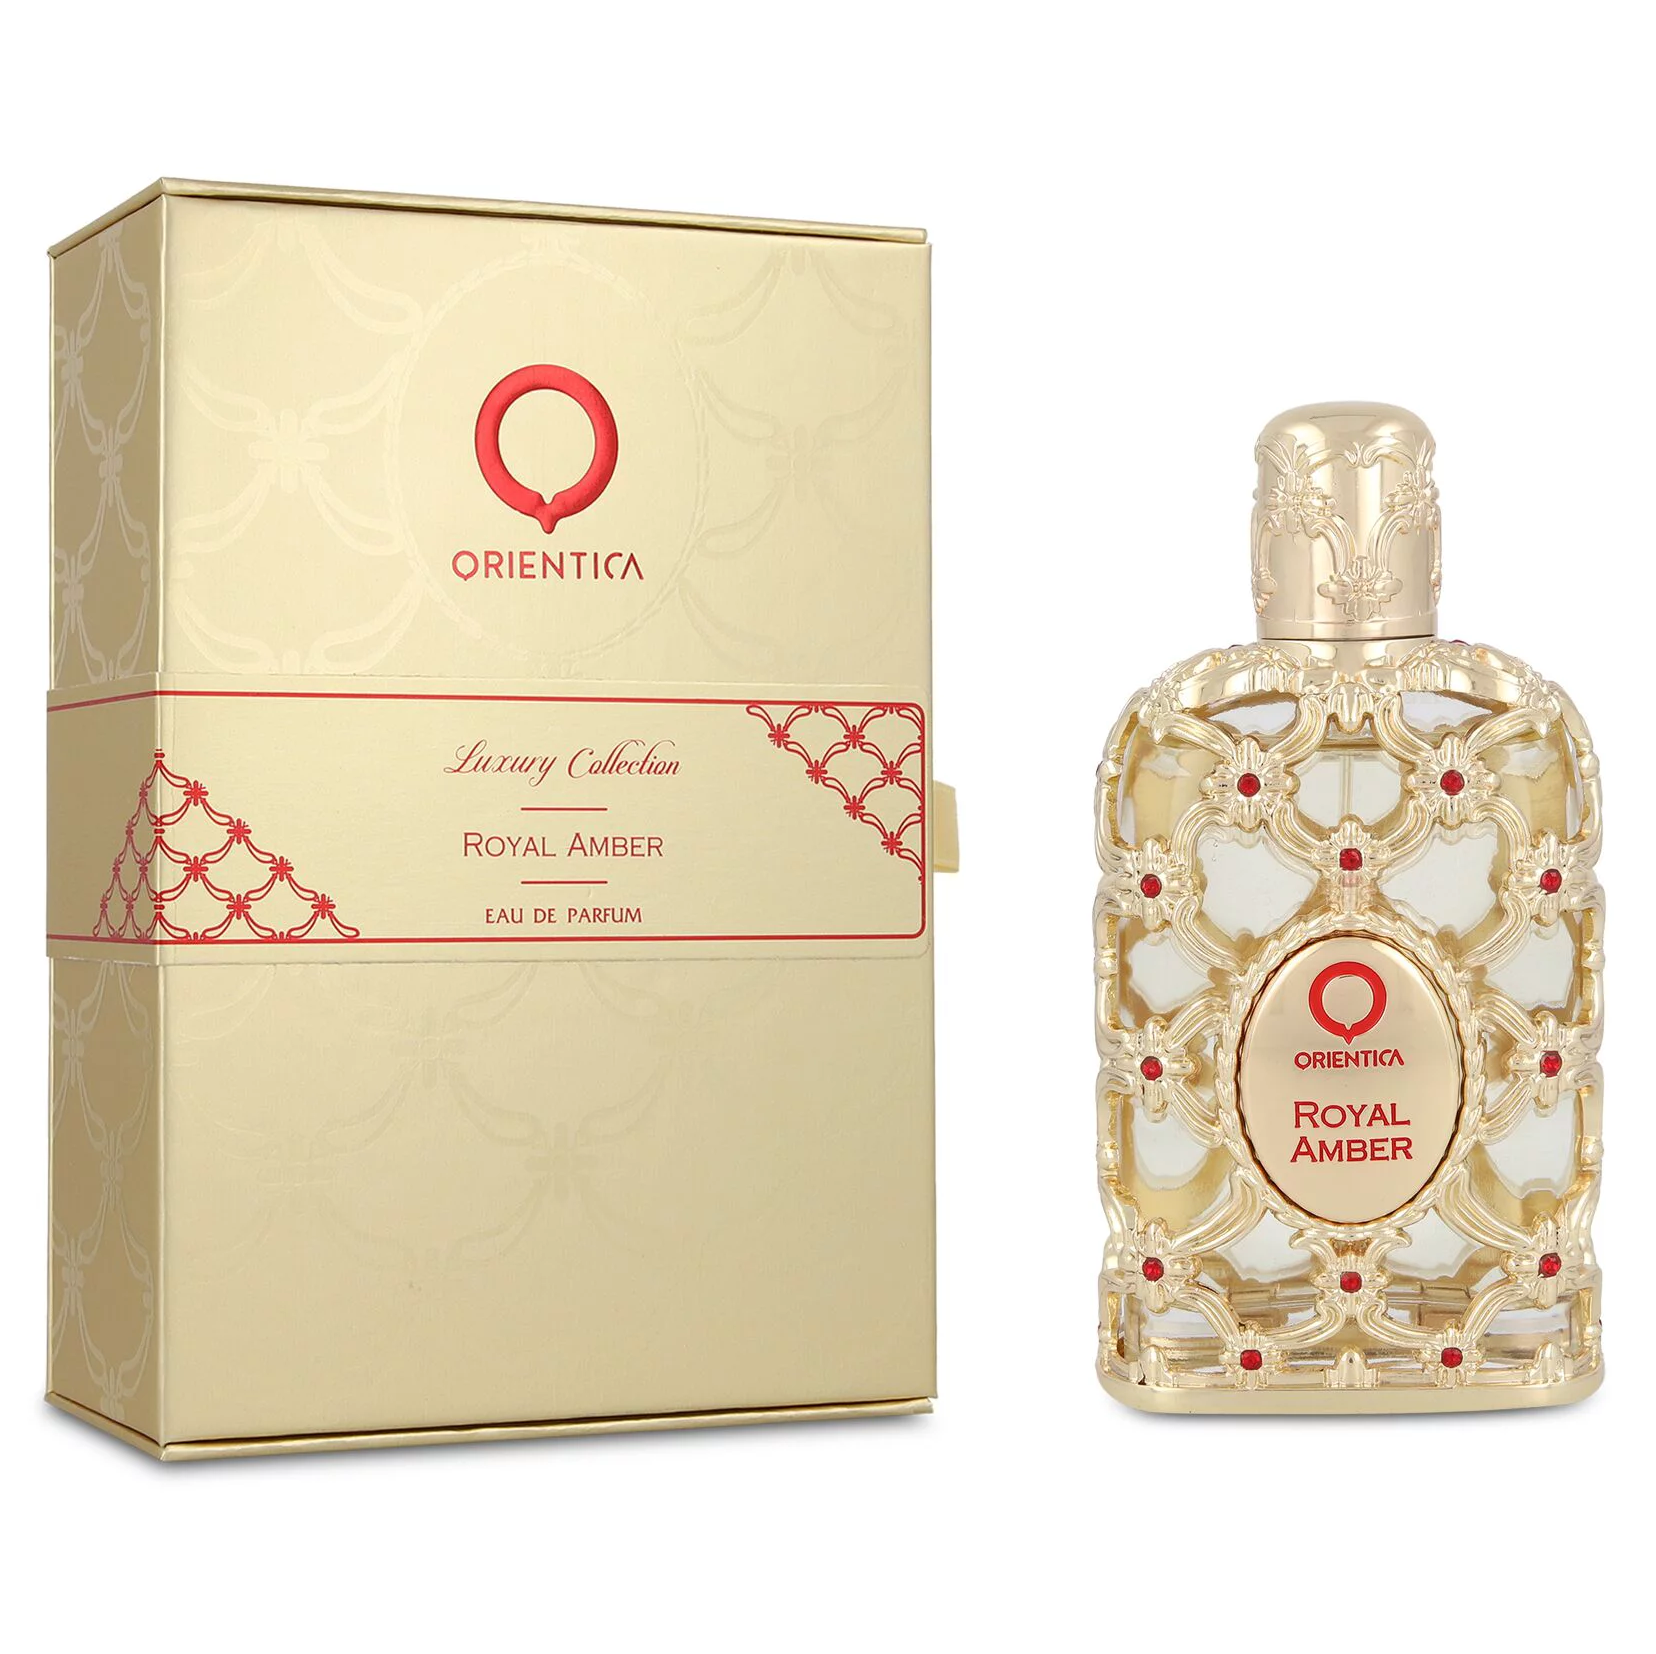 ORIENTICA
Luxury Collection
ROYAL AMBER
EAU DE PARFUM
ORIENTICA
ROYAL
AMBER